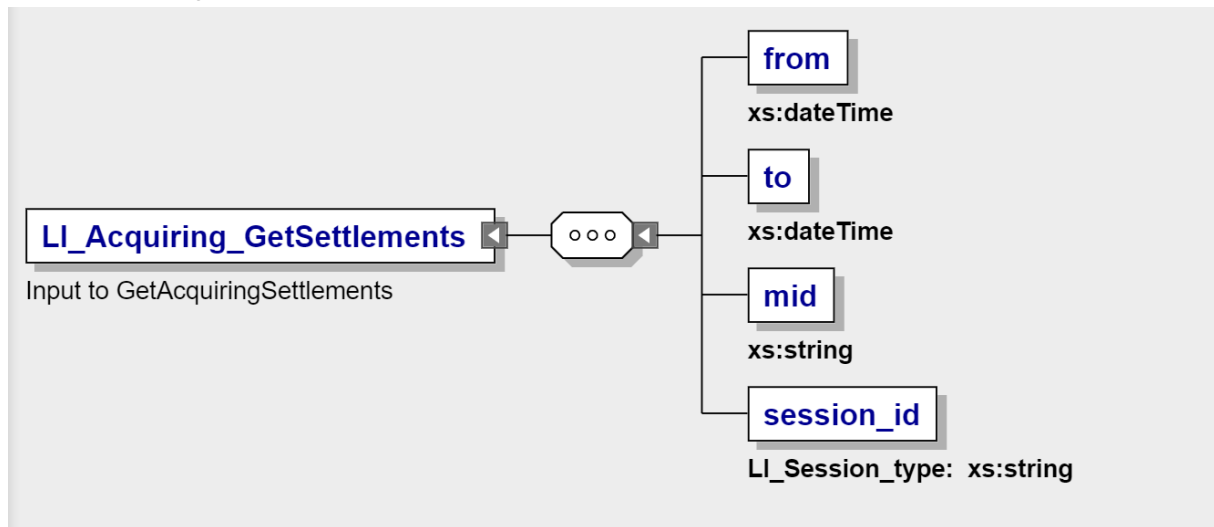 from
xs:dateTime
to
xs:dateTime
LI_Acquiring_GetSettlements
Input to GetAcquiringSettlements
mid
xs:string
session_id
LI_Session_type: xs:string